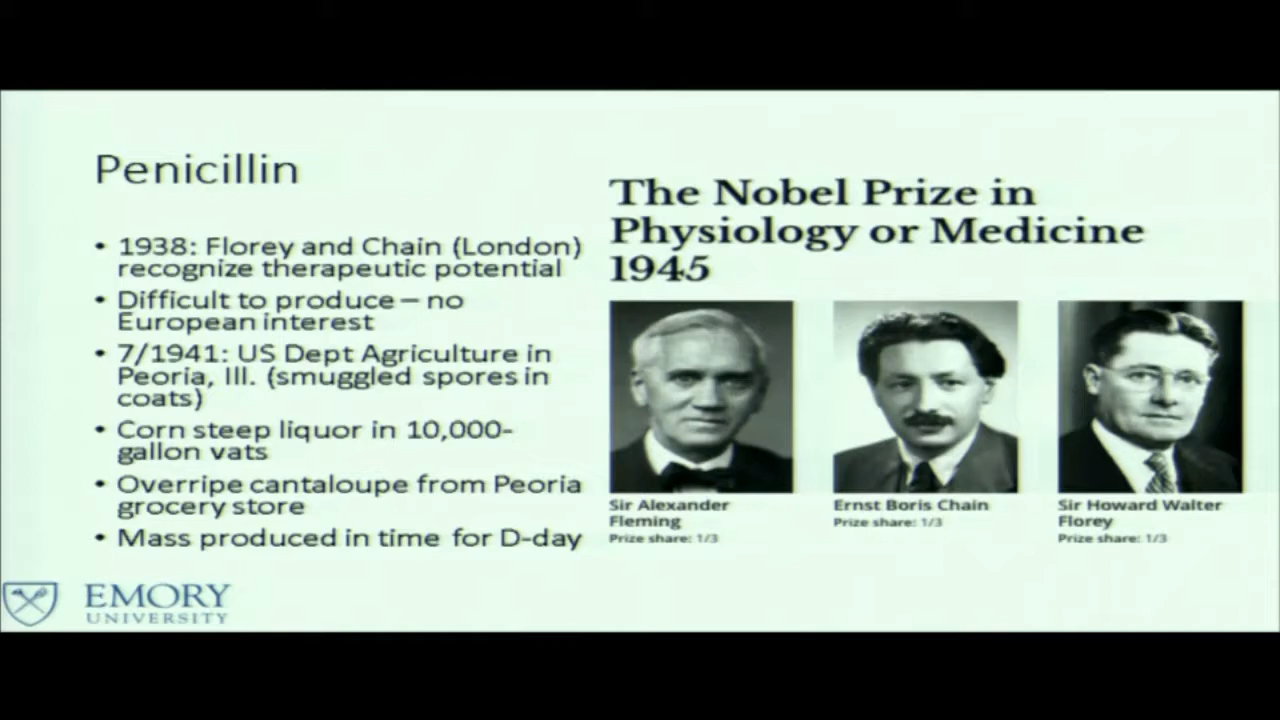 Penicillin
• 1938: Florey and Chain (London)
recognize therapeutic potential
• Difficult to produce – no
European interest
• 7/1941: US Dept Agriculture in
Peoria, Ill. (smuggled spores in
coats)
• Corn steep liquor in 10,000-
gallon vats
• Overripe cantaloupe from Peoria
grocery store
• Mass produced in time for D-day
The Nobel Prize in
Physiology or Medicine
1945
Sir Alexander
Fleming
Prize share: 1/3
Ernst Boris Chain
Prize share: 1/3
Sir Howard Walter
Florey
Prize share: 1/3
EMORY
UNIVERSITY